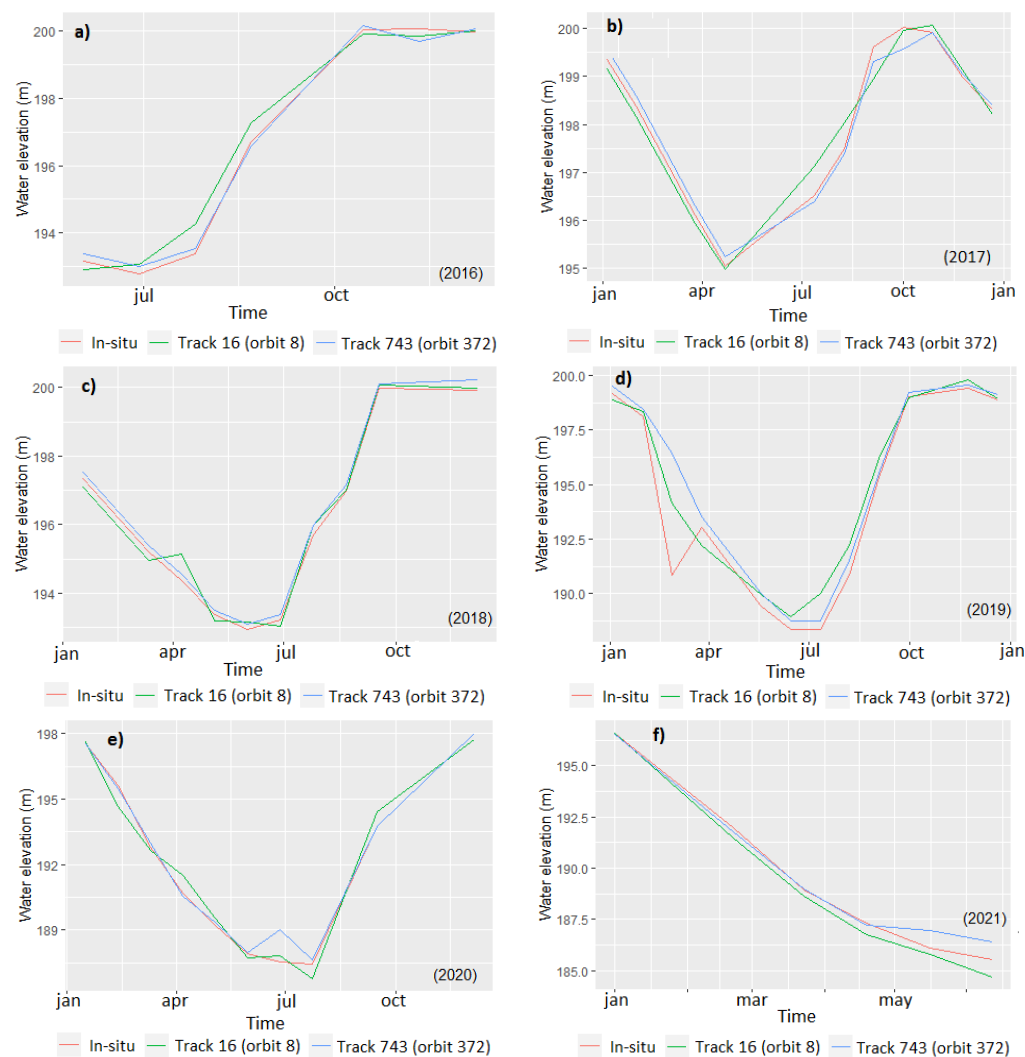 a)
200
198
196
194
Water elevation (m)
(2016)
jul
oct
Time
In-situ Track 16 (orbit 8) Track 743 (orbit 372)
b)
200
199
198
197
196
195
Water elevation (m)
(2017)
jan
apr
jul
oct
jan
Time
In-situ Track 16 (orbit 8) Track 743 (orbit 372)
c)
200
198
196
194
Water elevation (m)
(2018)
jan
apr
jul
oct
Time
In-situ Track 16 (orbit 8) Track 743 (orbit 372)
d)
200.0
197.5
195.0
192.5
190.0
Water elevation (m)
(2019)
jan
apr
jul
oct
jan
Time
In-situ Track 16 (orbit 8) Track 743 (orbit 372)
e)
198
195
192
189
Water elevation (m)
(2020)
jan
apr
jul
oct
Time
In-situ Track 16 (orbit 8) Track 743 (orbit 372)
f)
195.0
192.5
190.0
187.5
185.0
Water elevation (m)
(2021)
jan
mar
may
Time
In-situ Track 16 (orbit 8) Track 743 (orbit 372)